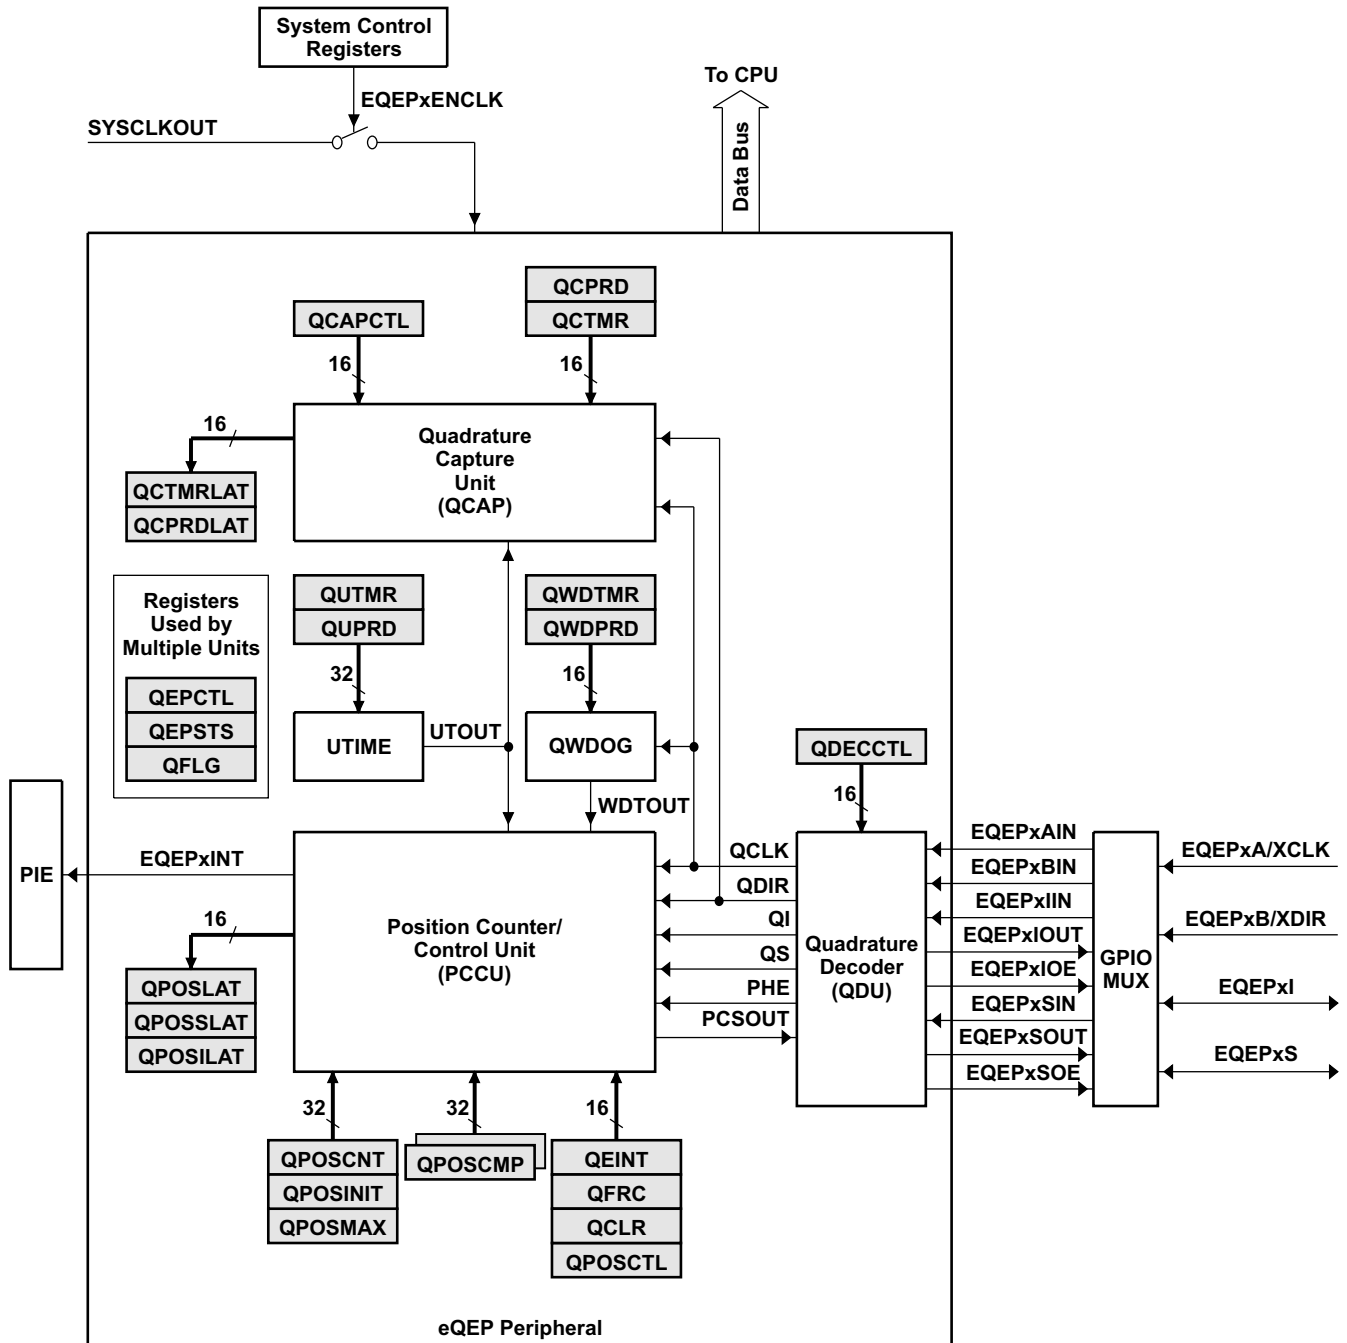 System Control
Registers
To CPU
EQEPxENCLK
SYSCLKOUT
Data Bus
QCPRD
QCAPCTL
QCTMR
16
16
16
Quadrature
Capture
Unit
(QCAP)
QCTMRLAT
QCPRDLAT
Registers
Used by
Multiple Units
QEPCTL
QEPSTS
QFLG
QUTMR
QUPRD
QWDTMR
QWDPRD
32
16
UTIME
UTOUT
QWDOG
WDTOUT
QDECCTL
16
PIE
EQEPxINT
16
Position Counter/
Control Unit
(PCCU)
QCLK
QDIR
QI
QS
PHE
PCSOUT
Quadrature
Decoder
(QDU)
EQEPxAIN
EQEPxBIN
EQEPxIIN
EQEPxIOUT
EQEPxIOE
EQEPxSIN
EQEPxSOUT
EQEPxSOE
GPIO
MUX
EQEPxA/XCLK
EQEPxB/XDIR
EQEPxI
EQEPxS
QPOSLAT
QPOSSLAT
QPOSILAT
32
32
16
QPOSCNT
QPOSINIT
QPOSMAX
QPOSCMP
QEINT
QFRC
QCLR
QPOSCTL
eQEP Peripheral